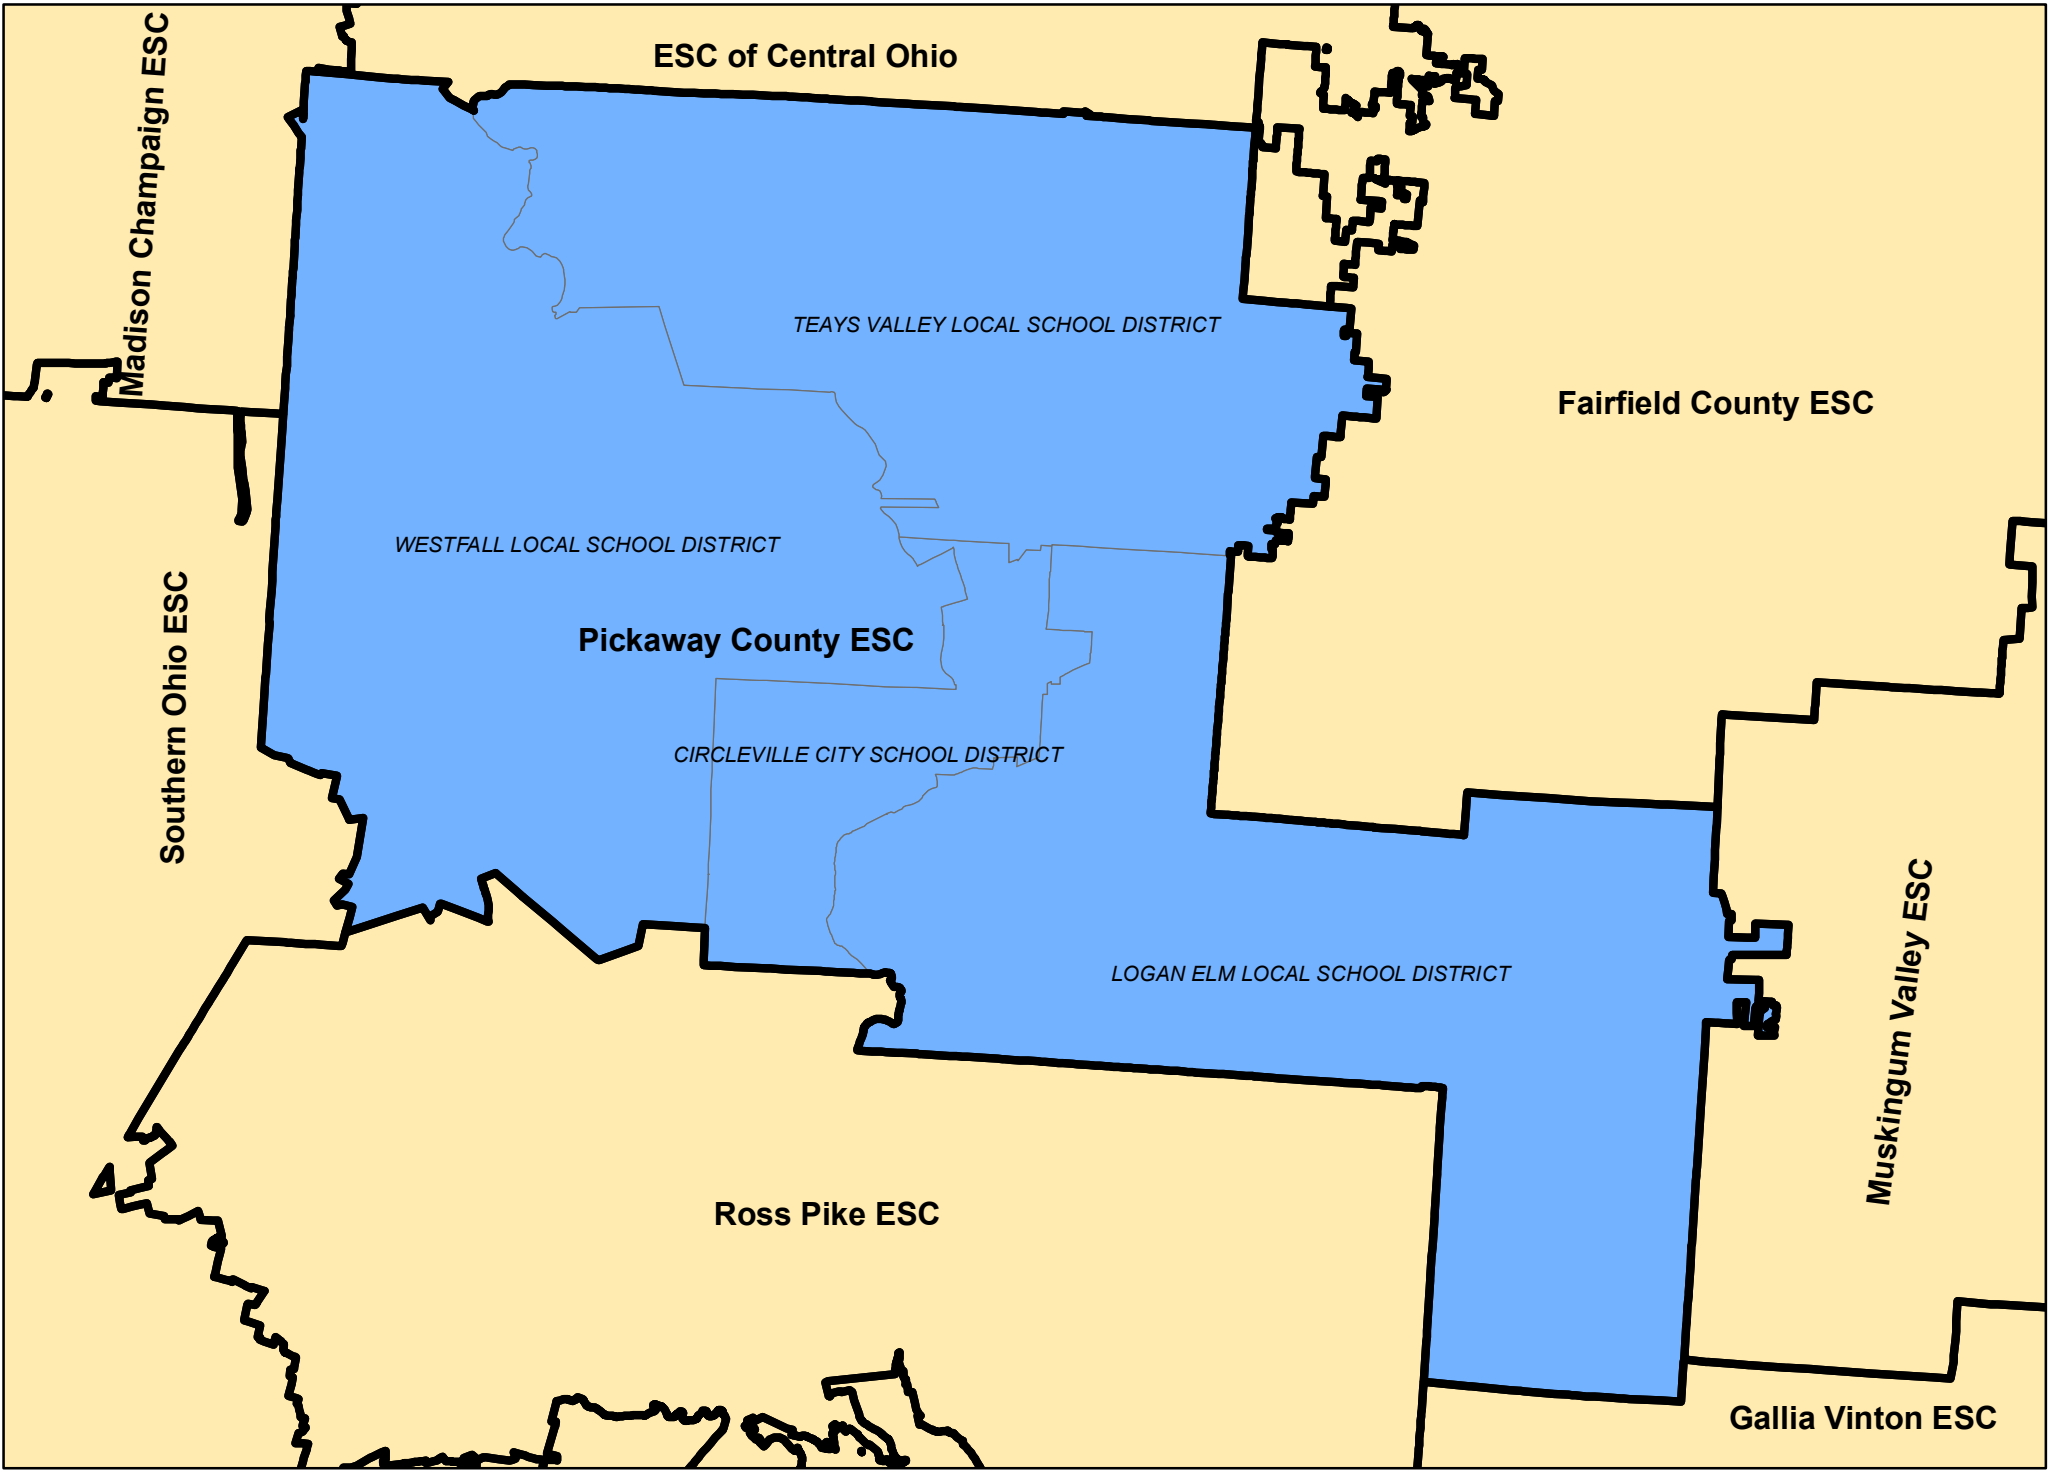 ESC of Central Ohio
Madison Champaign ESC
TEAYS VALLEY LOCAL SCHOOL DISTRICT
Fairfield County ESC
WESTFALL LOCAL SCHOOL DISTRICT
Pickaway County ESC
Southern Ohio ESC
CIRCLEVILLE CITY SCHOOL DISTRICT
LOGAN ELM LOCAL SCHOOL DISTRICT
Muskingum Valley ESC
Ross Pike ESC
Gallia Vinton ESC